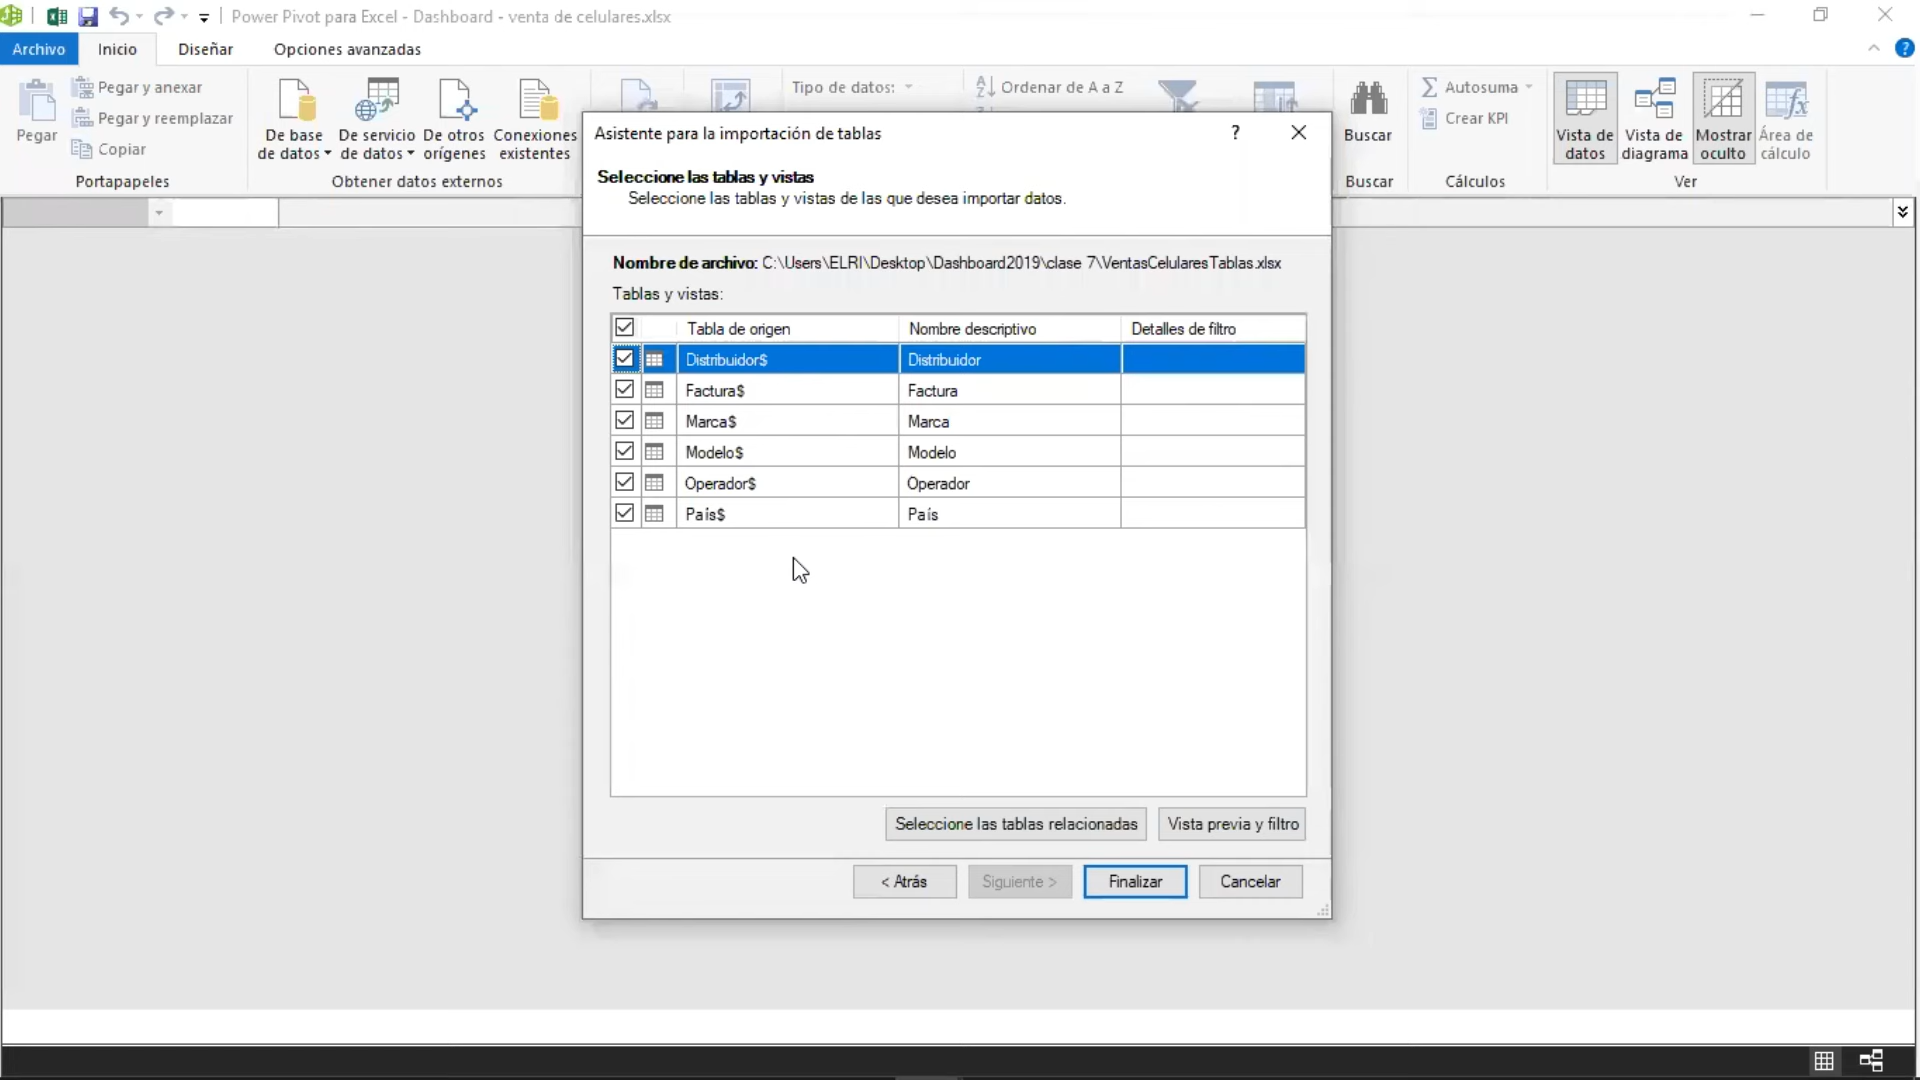 Power Pivot para Excel - Dashboard - venta de celulares.xlsx
Archivo
Inicio
Diseñar
Opciones avanzadas
?
Pegar
Pegar y anexar
Pegar y reemplazar
Copiar
Portapapeles
De base de datos
De servicio de datos
De otros orígenes
Conexiones existentes
Obtener datos externos
Tipo de datos:
Ordenar de A a Z
Buscar
Buscar
Autosuma
Crear KPI
Cálculos
Vista de datos
Vista de diagrama
Mostrar oculto
Área de cálculo
Ver
Asistente para la importación de tablas
?
Seleccione las tablas y vistas
Seleccione las tablas y vistas de las que desea importar datos.
Nombre de archivo: C:\Users\ELRI\Desktop\Dashboard2019\clase 7\VentasCelularesTablas.xlsx
Tablas y vistas:
Tabla de origen Nombre descriptivo Detalles de filtro
Distribuidor$ Distribuidor
Factura$ Factura
Marca$ Marca
Modelo$ Modelo
Operador$ Operador
País$ País
Seleccione las tablas relacionadas
Vista previa y filtro
< Atrás
Siguiente >
Finalizar
Cancelar